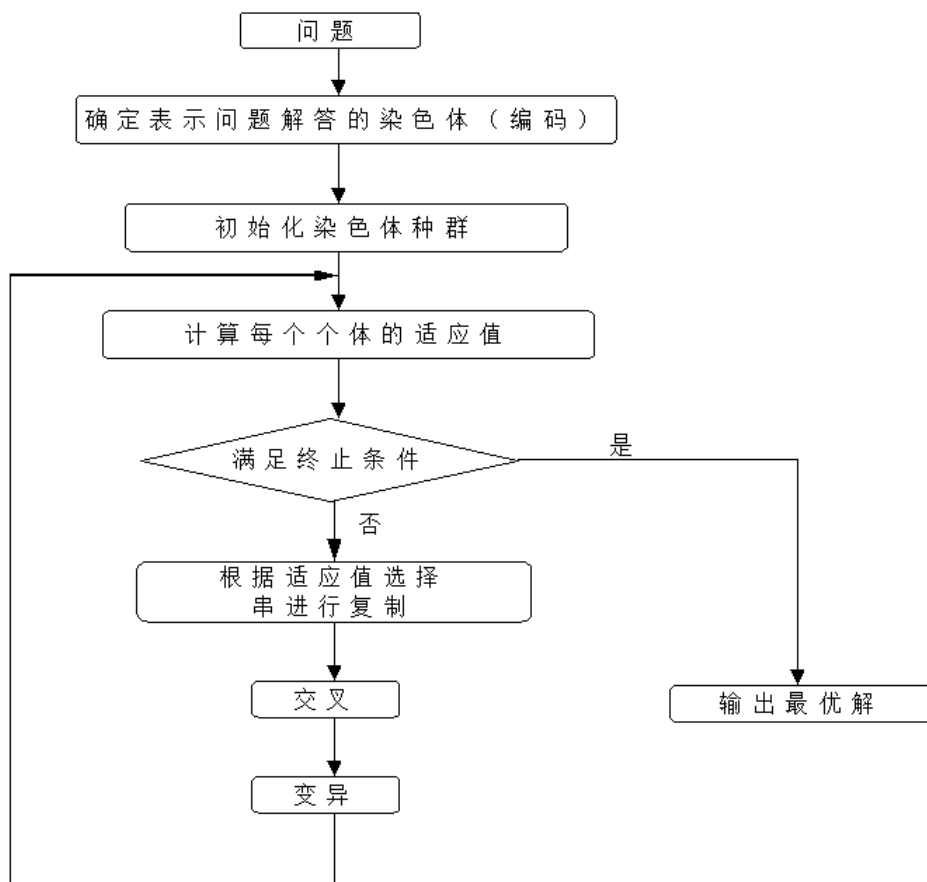 问题
确定表示问题解答的染色体（编码）
初始化染色体种群
计算每个个体的适应值
满足终止条件
是
否
根据适应值选择
串进行复制
交叉
输出最优解
变异